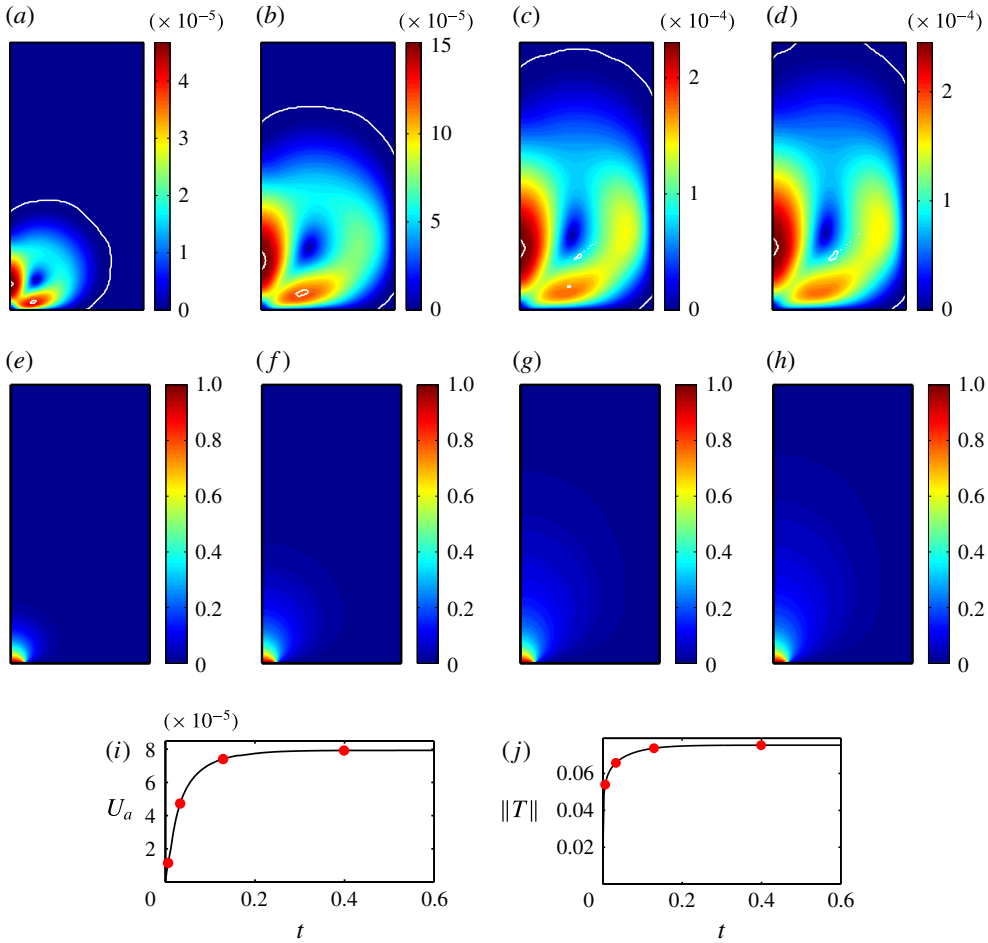 (a) (× 10⁻⁵) (b) (× 10⁻⁵) (c) (× 10⁻⁴) (d) (× 10⁻⁴)
4 15 2 2
3 10
2 1 1
1 5
0 0 0 0
(e) (f) (g) (h)
1.0 1.0 1.0 1.0
0.8 0.8 0.8 0.8
0.6 0.6 0.6 0.6
0.4 0.4 0.4 0.4
0.2 0.2 0.2 0.2
0 0 0 0
(× 10⁻⁵)
(i)
8
6
U_a
4
2
0 0.2 0.4 0.6
t
(j)
0.06
‖T‖
0.04
0.02
0 0.2 0.4 0.6
t